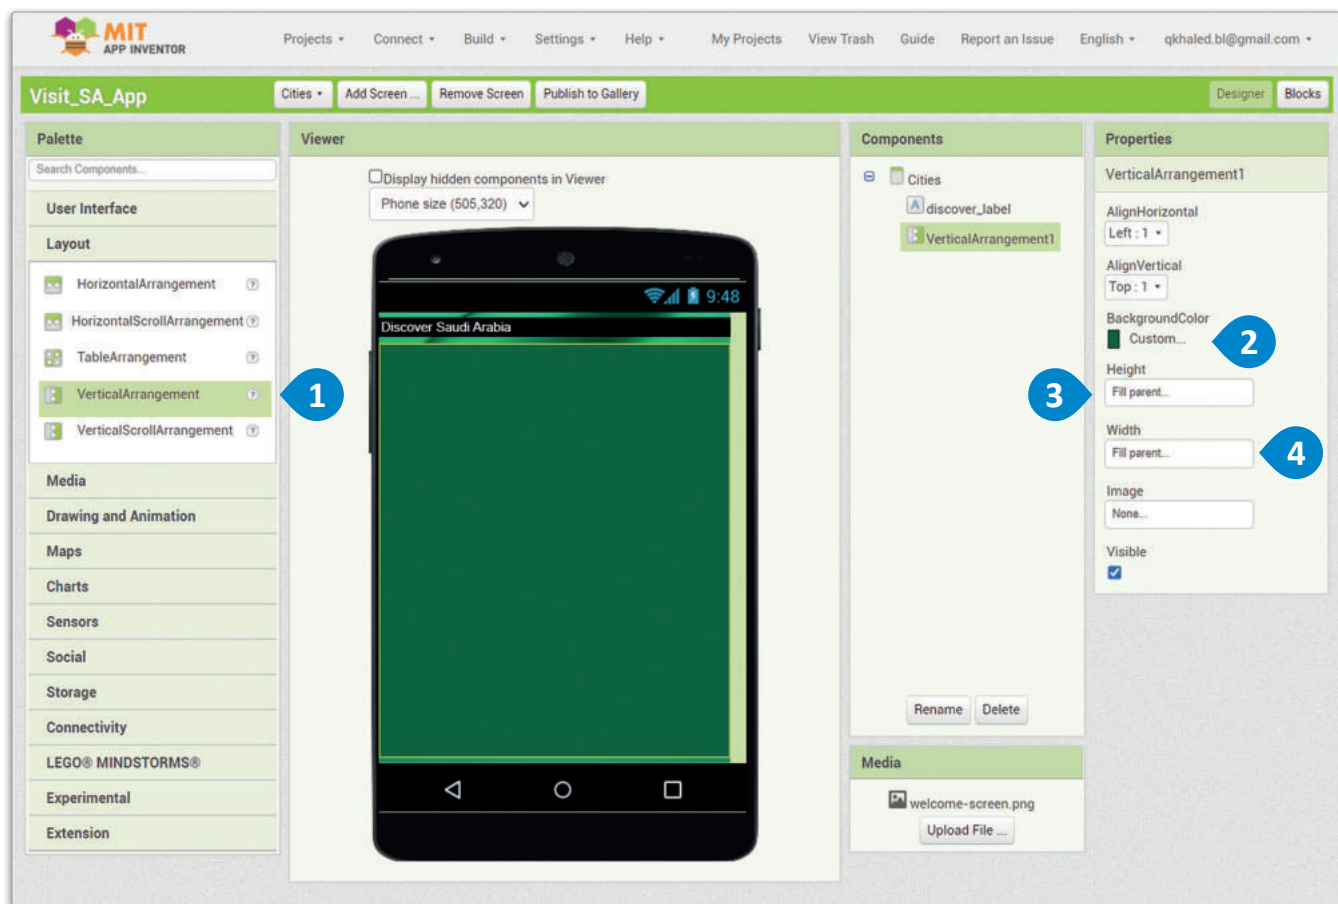 MIT
APP INVENTOR
Projects
Connect
Build
Settings
Help
My Projects
View Trash
Guide
Report an Issue
English
qkhaled.bl@gmail.com
Visit_SA_App
Cities
Add Screen ...
Remove Screen
Publish to Gallery
Designer
Blocks
Palette
Search Components...
User Interface
Layout
HorizontalArrangement ?
HorizontalScrollArrangement ?
TableArrangement ?
VerticalArrangement ?
VerticalScrollArrangement ?
1
Media
Drawing and Animation
Maps
Charts
Sensors
Social
Storage
Connectivity
LEGO® MINDSTORMS®
Experimental
Extension
Viewer
Display hidden components in Viewer
Phone size (505,320)
9:48
Discover Saudi Arabia
Components
Cities
A discover_label
VerticalArrangement1
Rename
Delete
Media
welcome-screen.png
Upload File ...
Properties
VerticalArrangement1
AlignHorizontal
Left : 1
AlignVertical
Top : 1
BackgroundColor
Custom...
2
Height
3
Fill parent...
Width
Fill parent...
4
Image
None...
Visible